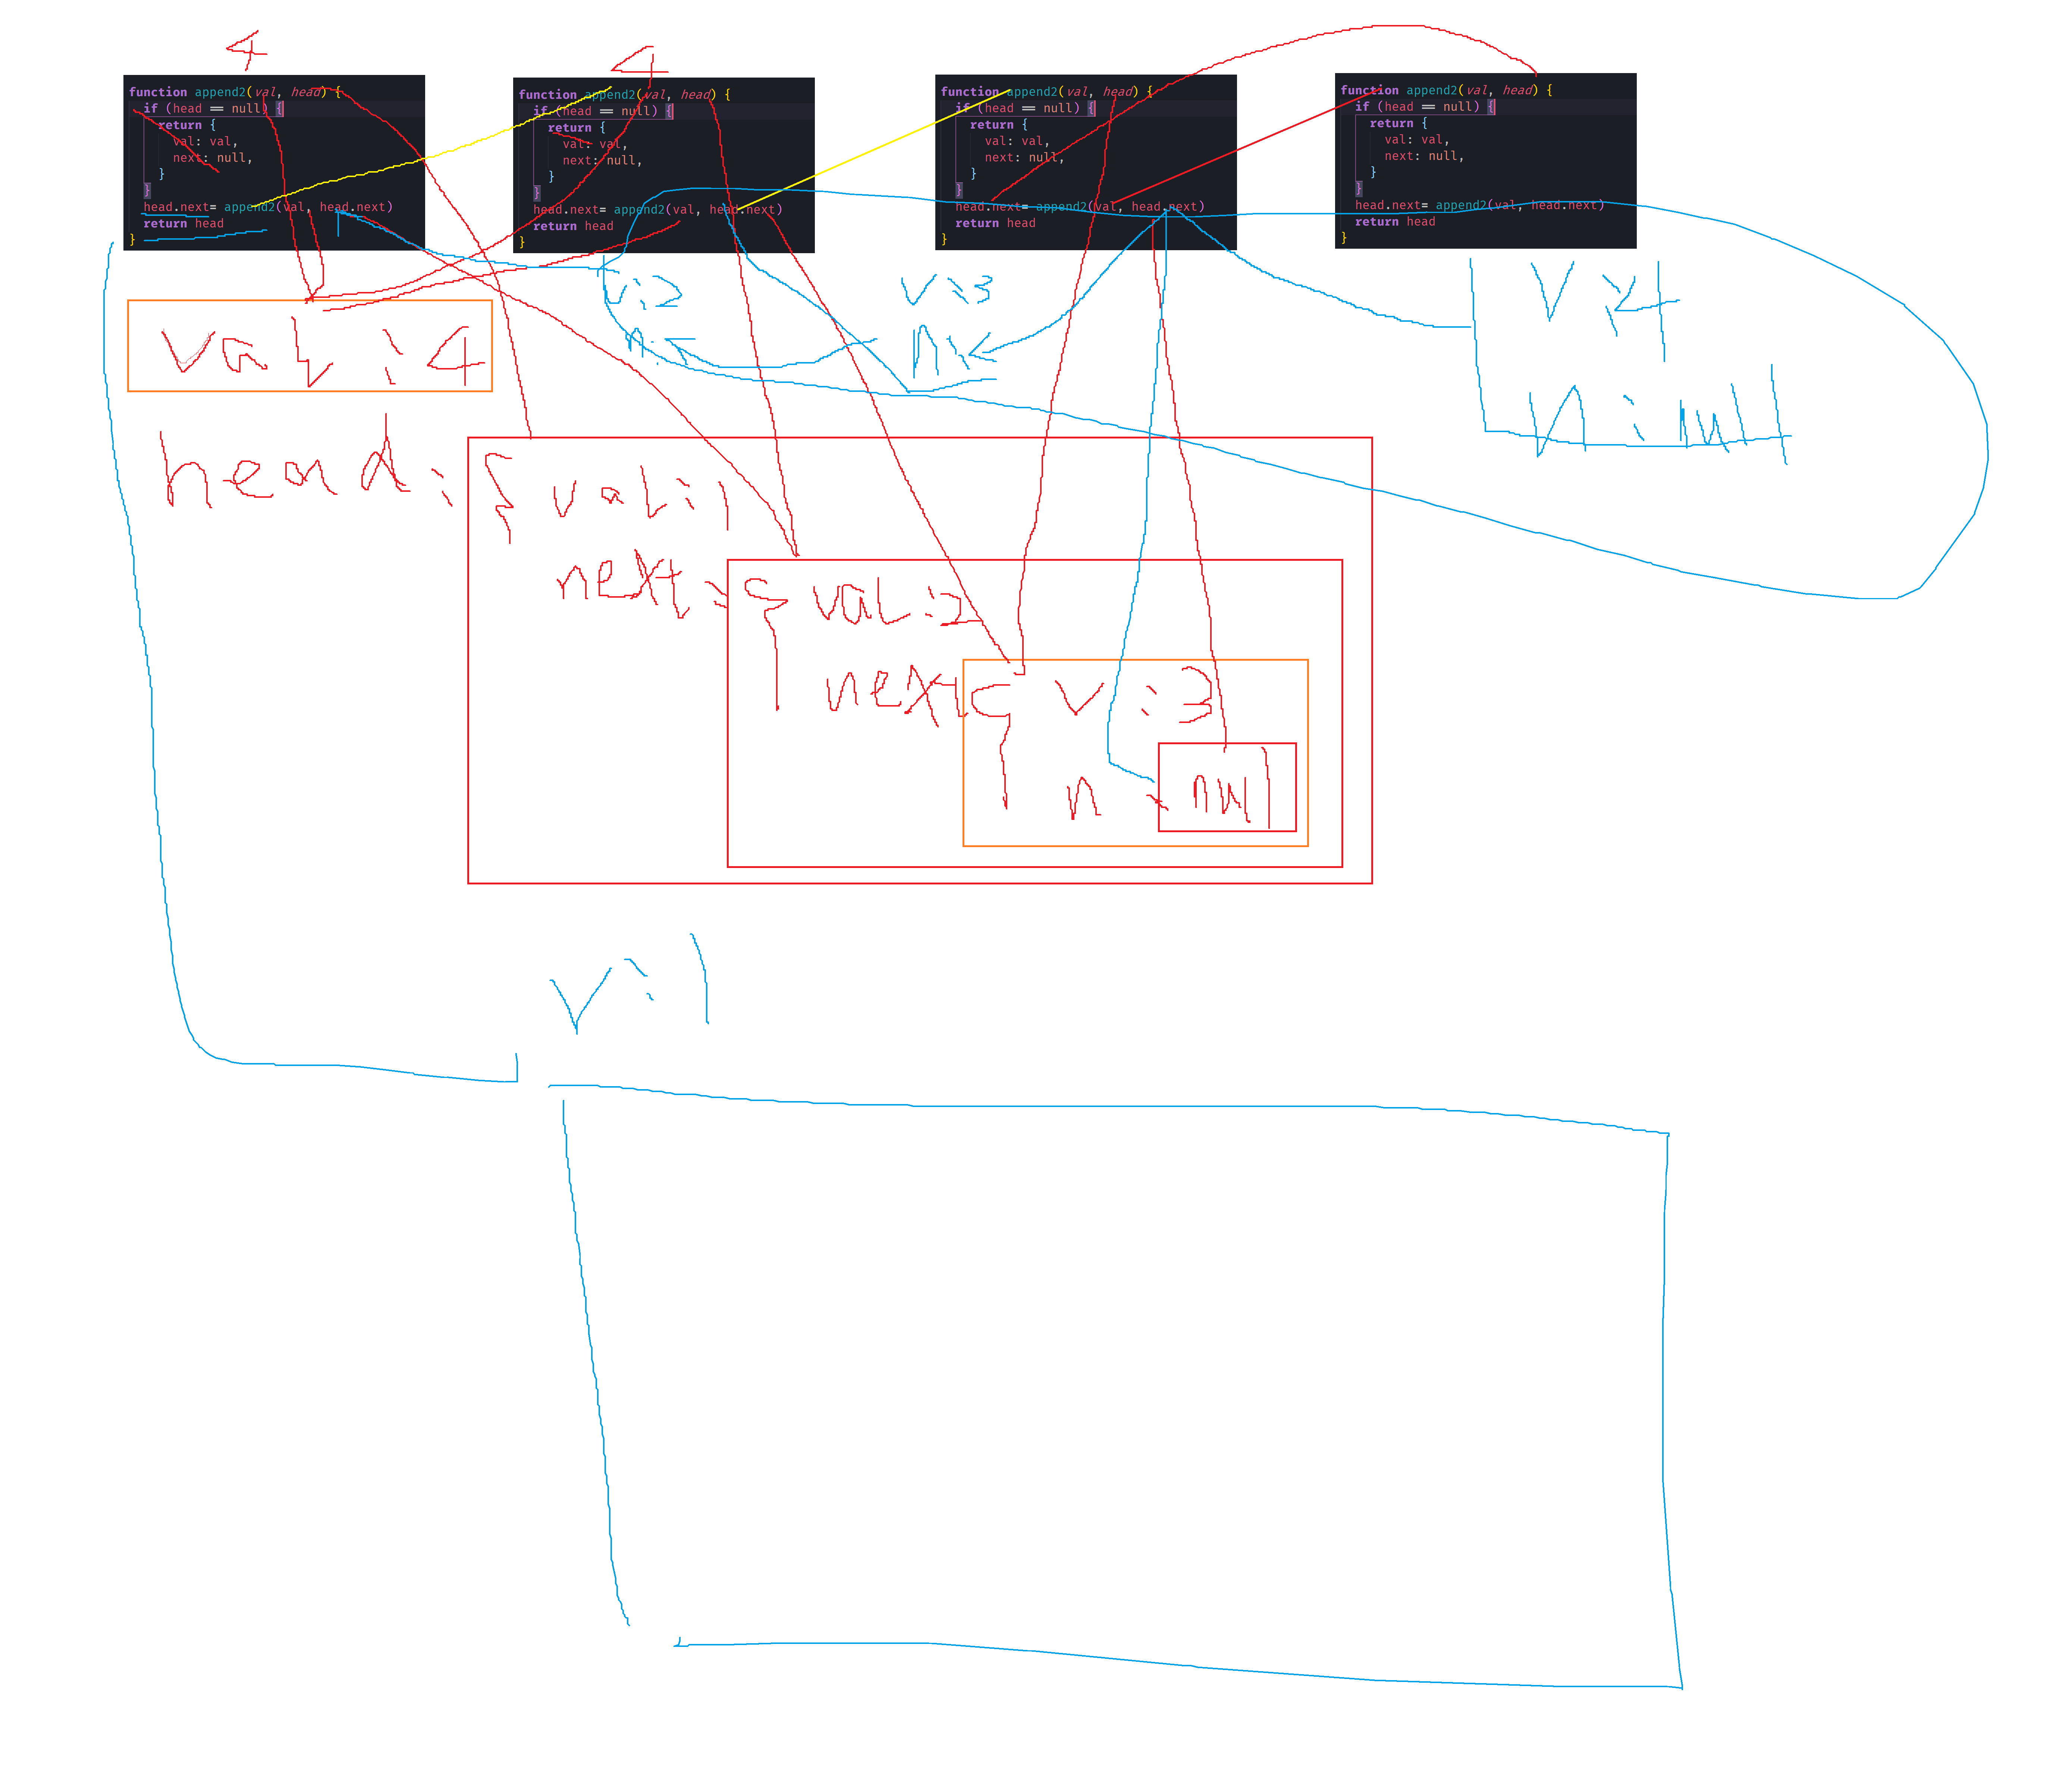 4
4
function append2(val, head) {
if (head == null) {
return {
val: val,
next: null,
}
}
head.next= append2(val, head.next)
return head
}
function append2(val, head) {
if (head == null) {
return {
val: val,
next: null,
}
}
head.next= append2(val, head.next)
return head
}
function append2(val, head) {
if (head == null) {
return {
val: val,
next: null,
}
}
head.next= append2(val, head.next)
return head
}
function append2(val, head) {
if (head == null) {
return {
val: val,
next: null,
}
}
head.next= append2(val, head.next)
return head
}
val : 4
v:2
n:
v:3
n:
v:4
n:null
head: { val:1
next: { val:2
next { v:3
n: null
v:1